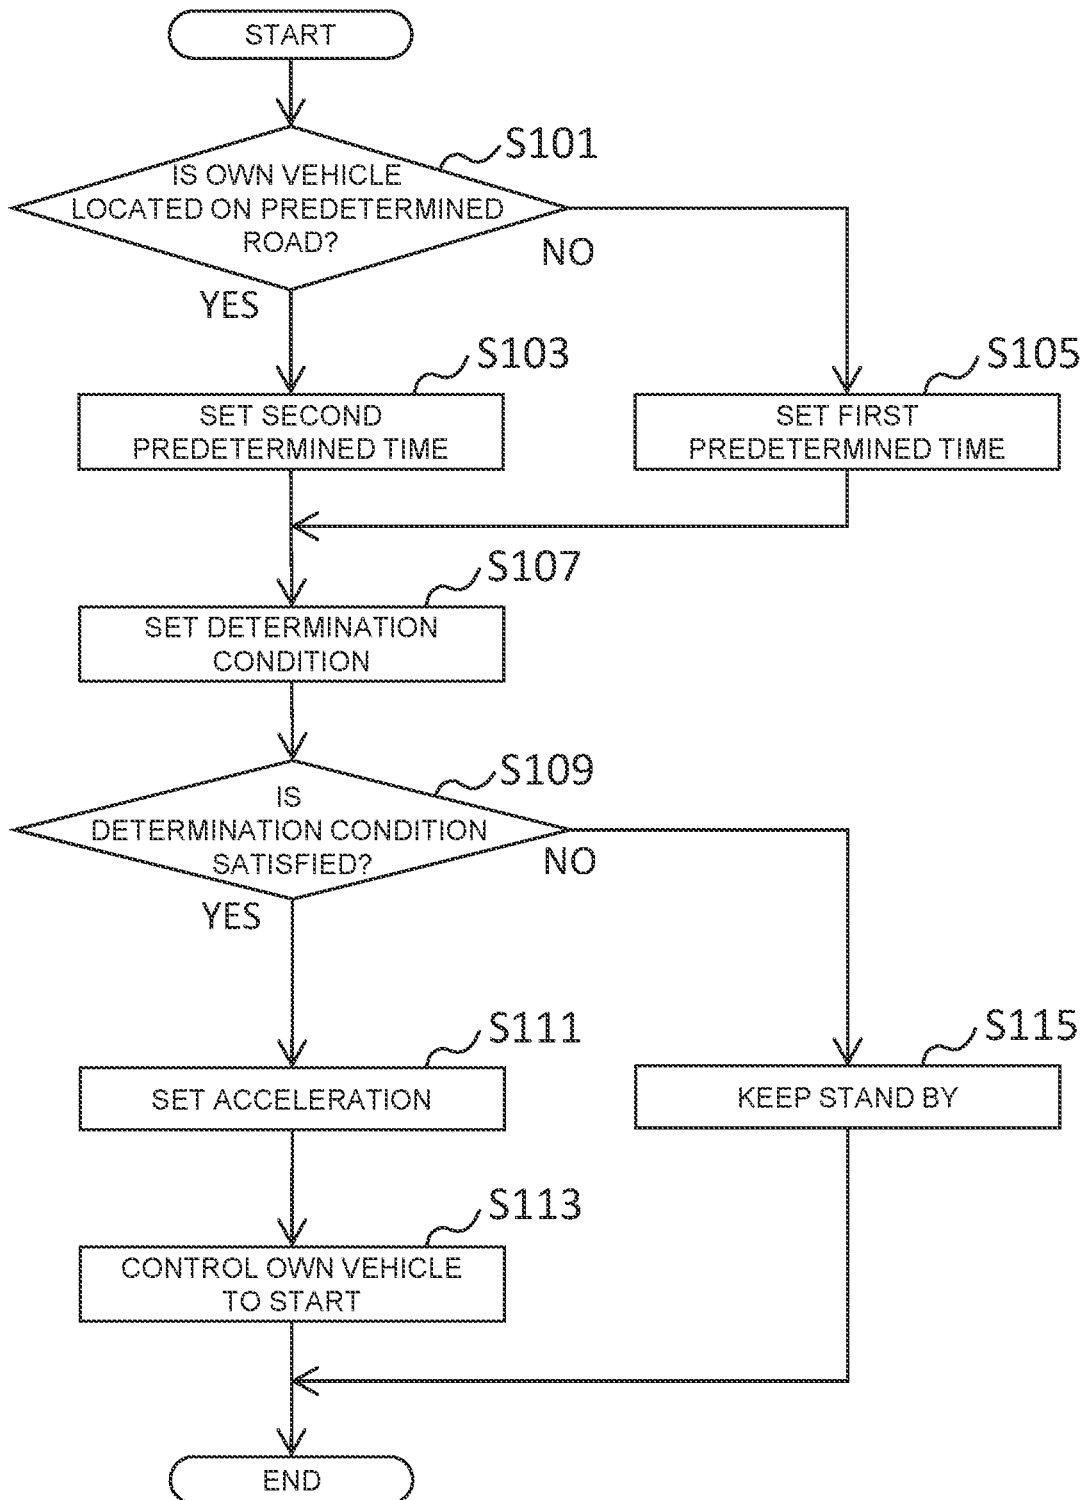 START
S101
IS OWN VEHICLE
LOCATED ON PREDETERMINED
ROAD?
NO
YES
S103
S105
SET SECOND
PREDETERMINED TIME
SET FIRST
PREDETERMINED TIME
S107
SET DETERMINATION
CONDITION
S109
IS
DETERMINATION CONDITION
SATISFIED?
NO
YES
S111
S115
SET ACCELERATION
KEEP STAND BY
S113
CONTROL OWN VEHICLE
TO START
END